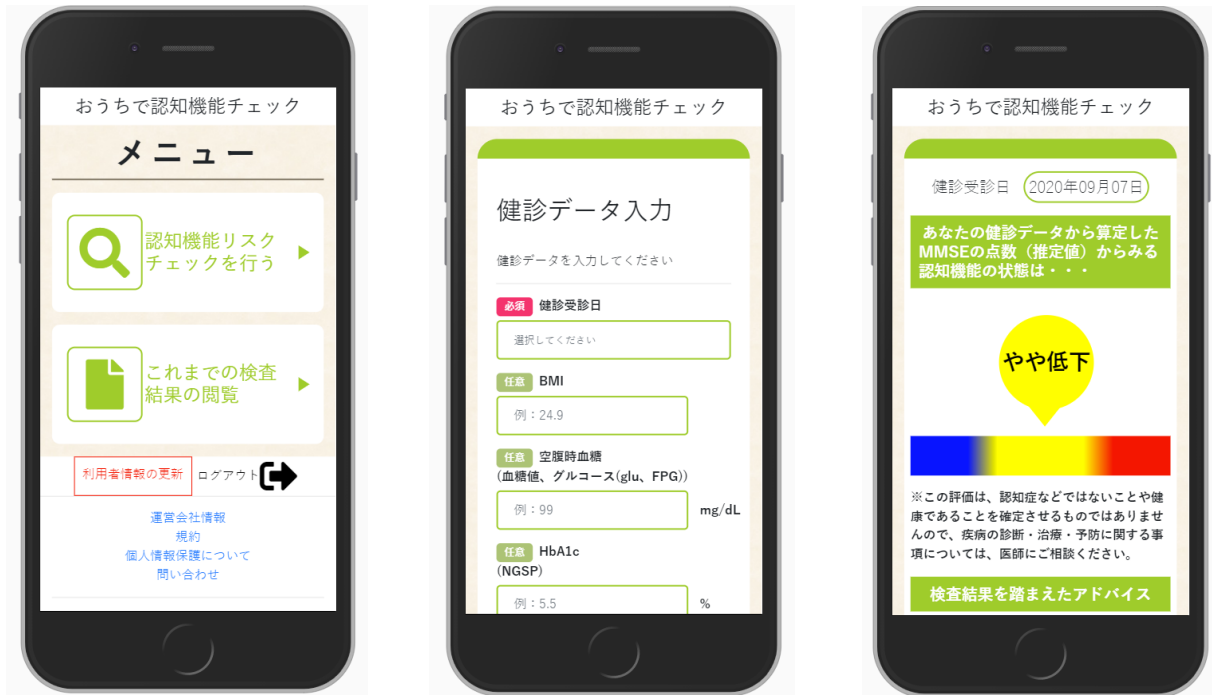 おうちで認知機能チェック
メニュー
認知機能リスク
チェックを行う
これまでの検査
結果の閲覧
利用者情報の更新 ログアウト
運営会社情報
規約
個人情報保護について
問い合わせ
おうちで認知機能チェック
健診データ入力
健診データを入力してください
必須 健診受診日
選択してください
任意 BMI
例：24.9
任意 空腹時血糖
(血糖値、グルコース(glu、FPG))
例：99 mg/dL
任意 HbA1c
(NGSP)
例：5.5 %
おうちで認知機能チェック
健診受診日 2020年09月07日
あなたの健診データから算定した
MMSEの点数（推定値）からみる
認知機能の状態は・・・
やや低下
※この評価は、認知症などではないことや健
康であることを確定させるものではありませ
んので、疾病の診断・治療・予防に関する事
項については、医師にご相談ください。
検査結果を踏まえたアドバイス